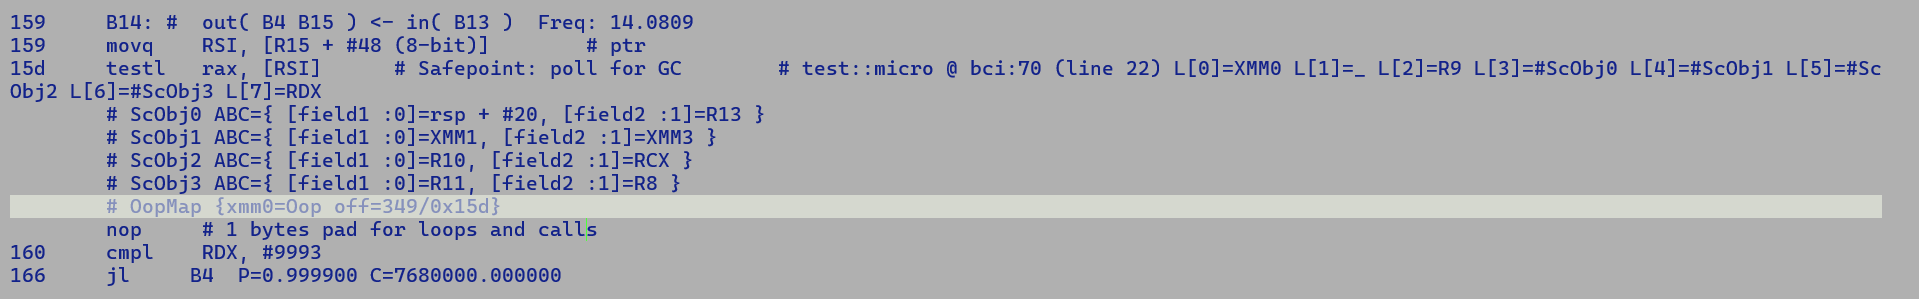 159     B14: #  out( B4 B15 ) <- in( B13 )  Freq: 14.0809
159     movq    RSI, [R15 + #48 (8-bit)]        # ptr
15d     testl   rax, [RSI]      # Safepoint: poll for GC        # test::micro @ bci:70 (line 22) L[0]=XMM0 L[1]=_ L[2]=R9 L[3]=#ScObj0 L[4]=#ScObj1 L[5]=#Sc
Obj2 L[6]=#ScObj3 L[7]=RDX
        # ScObj0 ABC={ [field1 :0]=rsp + #20, [field2 :1]=R13 }
        # ScObj1 ABC={ [field1 :0]=XMM1, [field2 :1]=XMM3 }
        # ScObj2 ABC={ [field1 :0]=R10, [field2 :1]=RCX }
        # ScObj3 ABC={ [field1 :0]=R11, [field2 :1]=R8 }
        # OopMap {xmm0=Oop off=349/0x15d}
        nop     # 1 bytes pad for loops and calls
160     cmpl    RDX, #9993
166     jl     B4  P=0.999900 C=7680000.000000